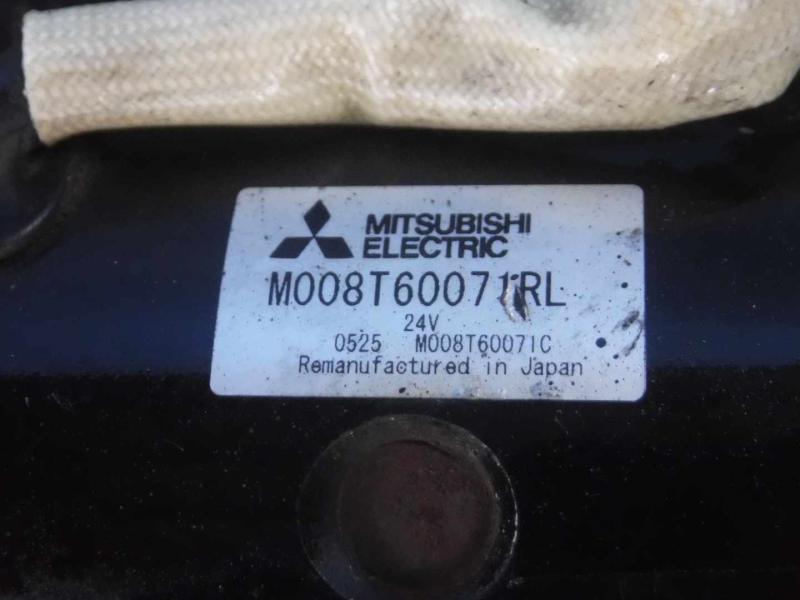 MITSUBISHI
ELECTRIC
M008T60071RL
24V
0525 M008T60071C
Remanufactured in Japan